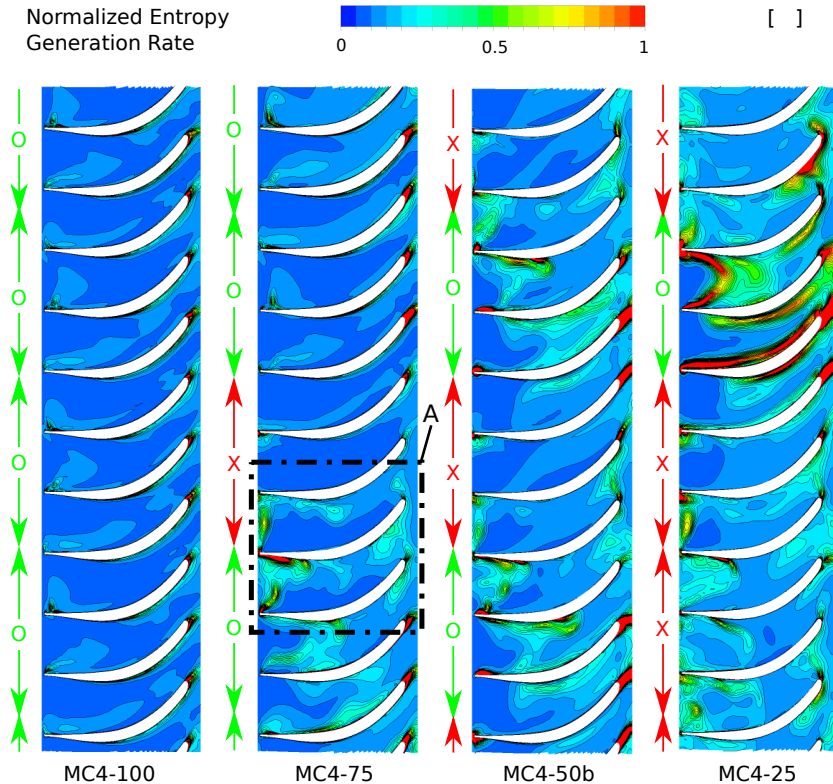 Normalized Entropy
Generation Rate
[ ]
0 0.5 1
O O X X
A
O O O O
O X X X
O O O X
MC4-100 MC4-75 MC4-50b MC4-25